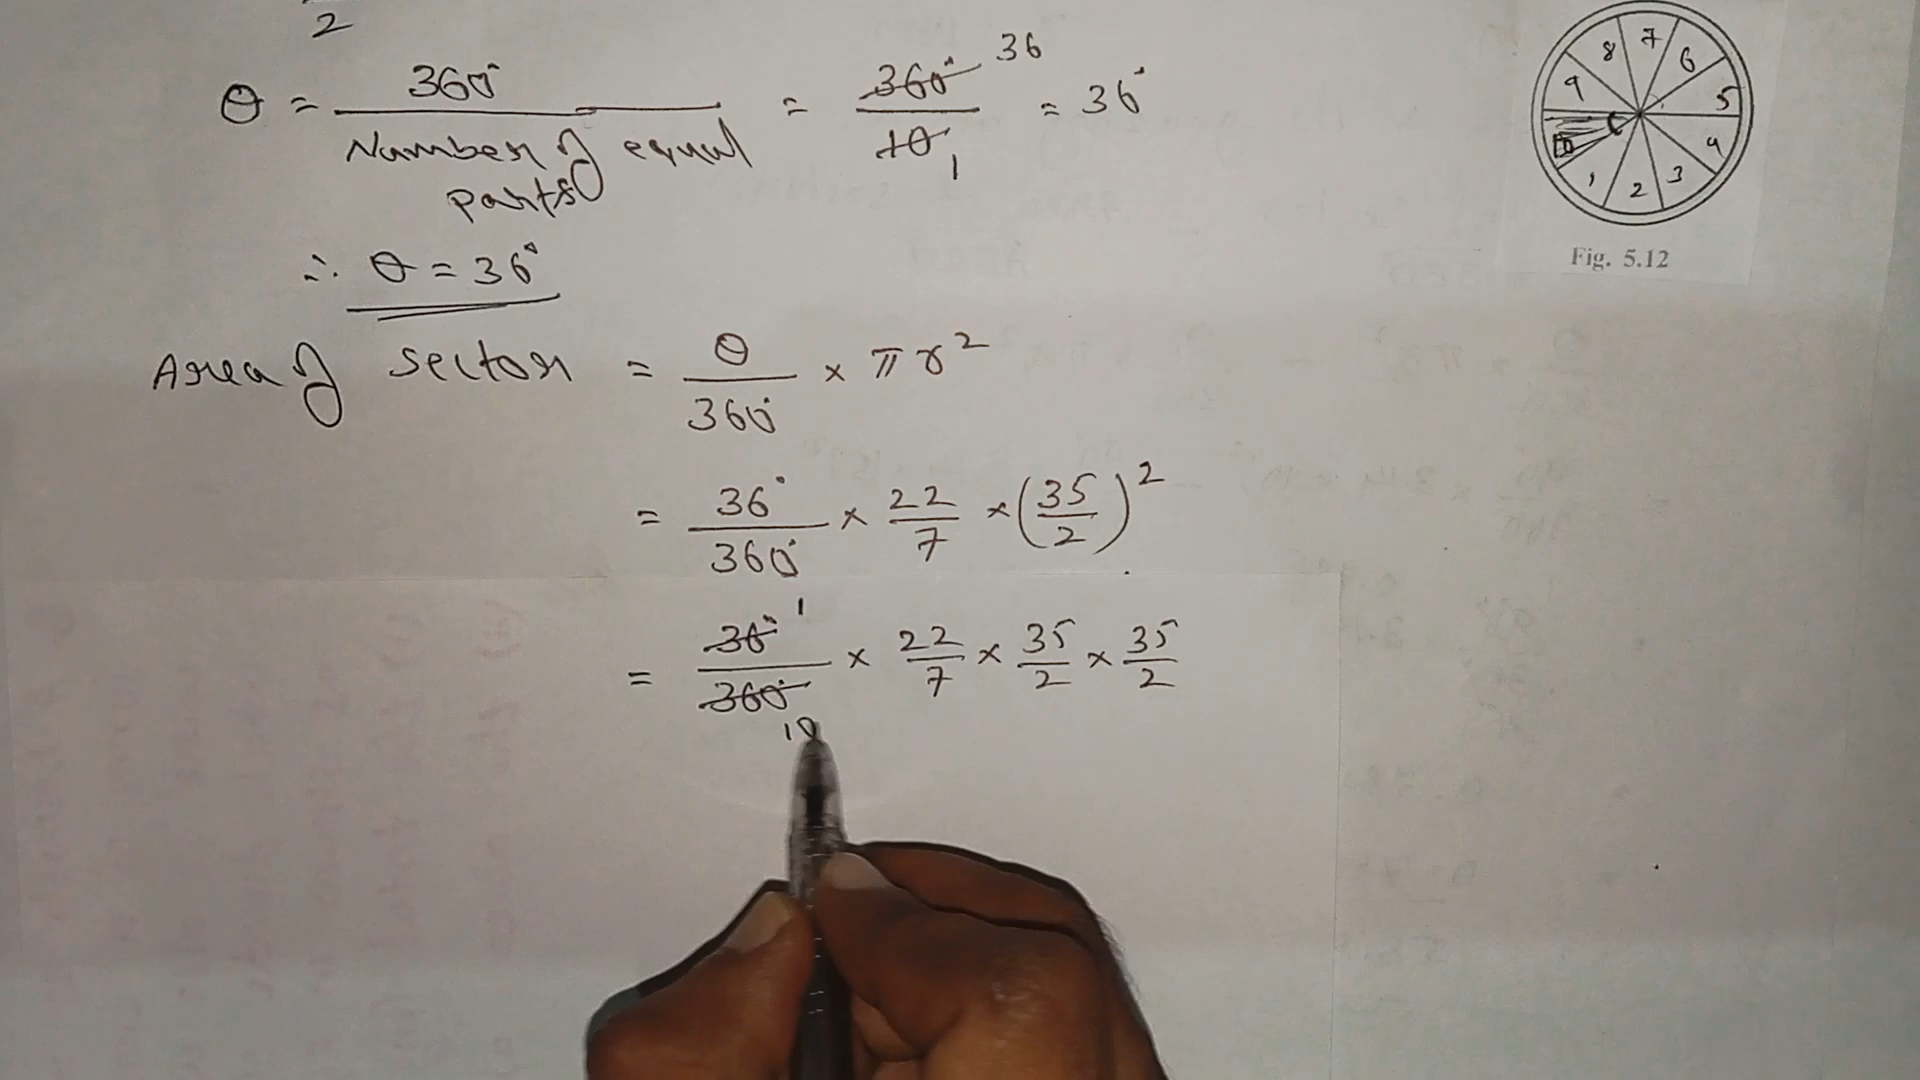 2
θ = 360° / Number of equal parts = 360° 36 / 10 1 = 36°
∴ θ = 36°
Area of sector = θ / 360° × πr²
= 36° / 360° × 22/7 × (35/2)²
= 36° 1 / 360° 10 × 22/7 × 35/2 × 35/2
7
8 6
9 5
10 4
1 3
2
Fig. 5.12